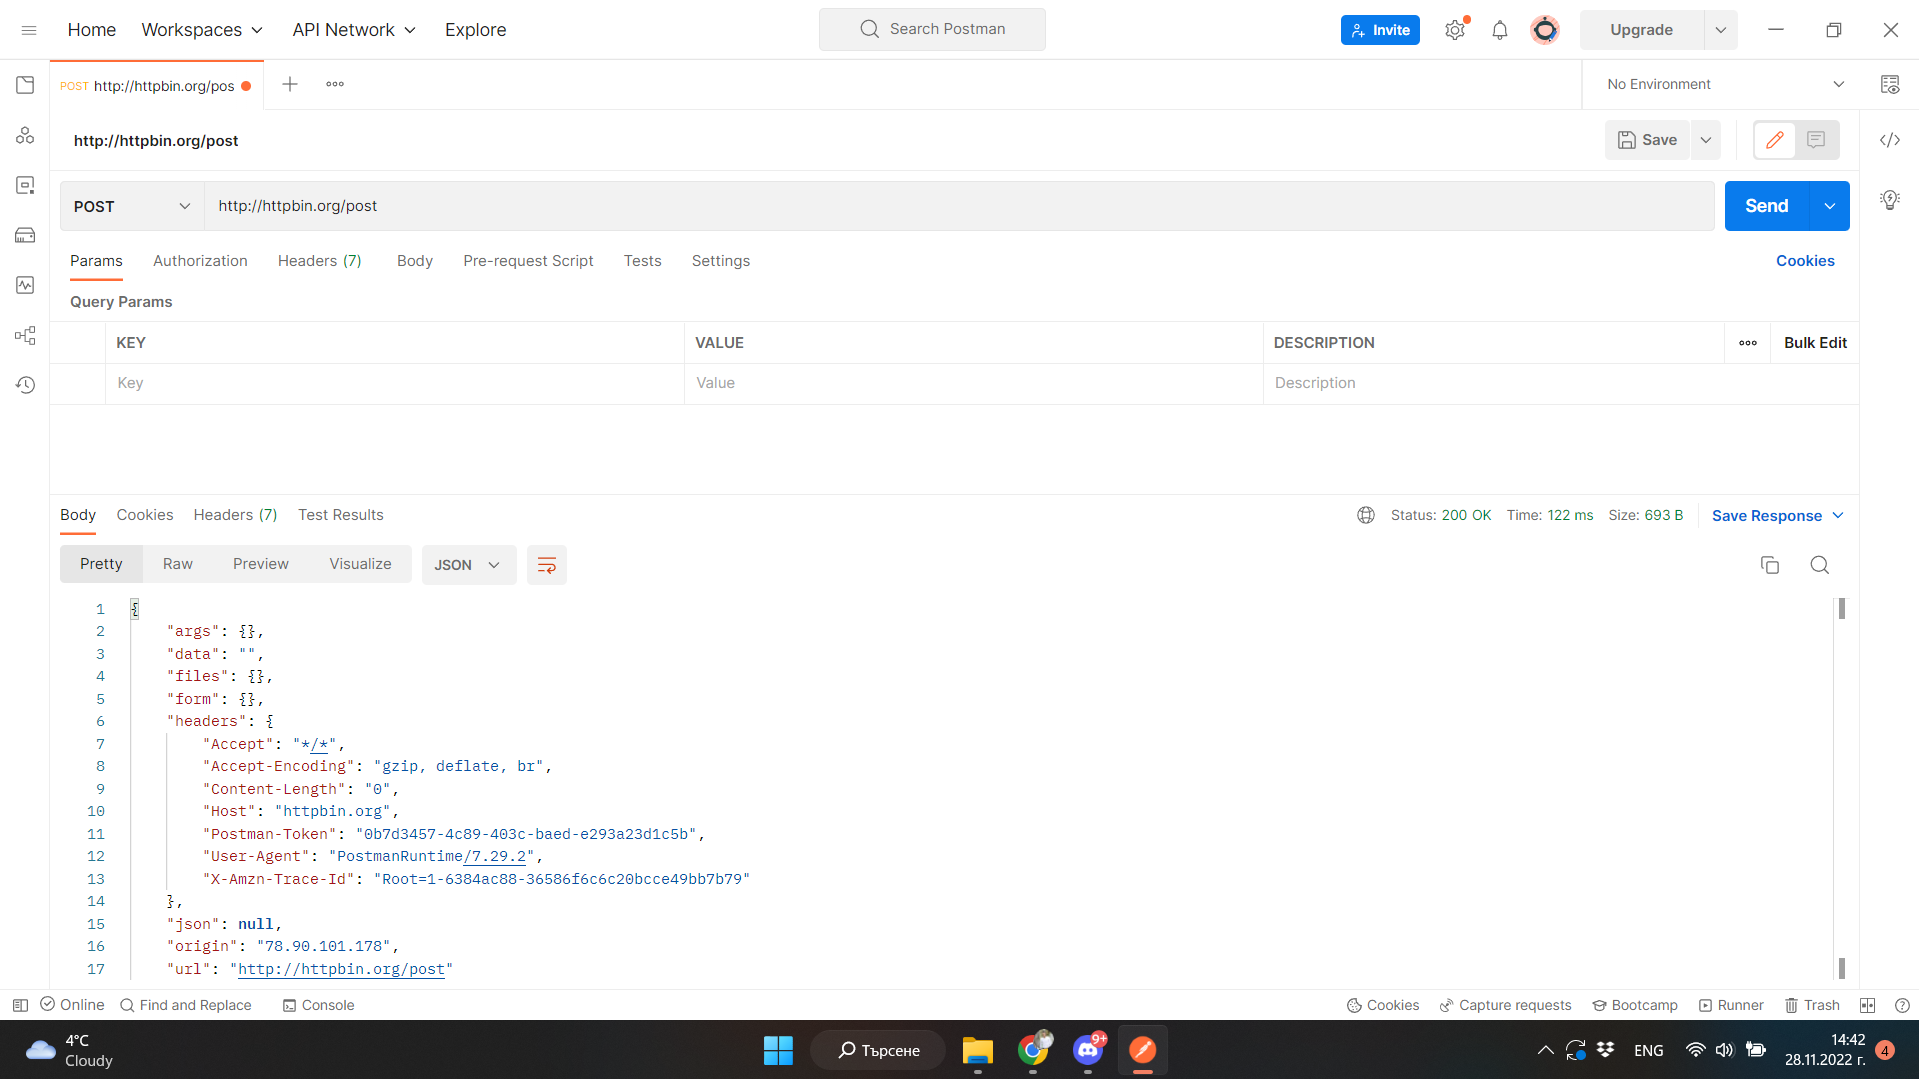 Home Workspaces API Network Explore Search Postman Invite Upgrade
POST http://httpbin.org/pos No Environment
http://httpbin.org/post Save
POST http://httpbin.org/post Send
Params Authorization Headers (7) Body Pre-request Script Tests Settings Cookies
Query Params
KEY VALUE DESCRIPTION Bulk Edit
Key Value Description
Body Cookies Headers (7) Test Results Status: 200 OK Time: 122 ms Size: 693 B Save Response
Pretty Raw Preview Visualize JSON
1 {
2 "args": {},
3 "data": "",
4 "files": {},
5 "form": {},
6 "headers": {
7 "Accept": "*/*",
8 "Accept-Encoding": "gzip, deflate, br",
9 "Content-Length": "0",
10 "Host": "httpbin.org",
11 "Postman-Token": "0b7d3457-4c89-403c-baed-e293a23d1c5b",
12 "User-Agent": "PostmanRuntime/7.29.2",
13 "X-Amzn-Trace-Id": "Root=1-6384ac88-36586f6c6c20bcce49bb7b79"
14 },
15 "json": null,
16 "origin": "78.90.101.178",
17 "url": "http://httpbin.org/post"
Online Find and Replace Console Cookies Capture requests Bootcamp Runner Trash
4°C
Cloudy
Търсене
9+
ENG
14:42
28.11.2022 г.
4